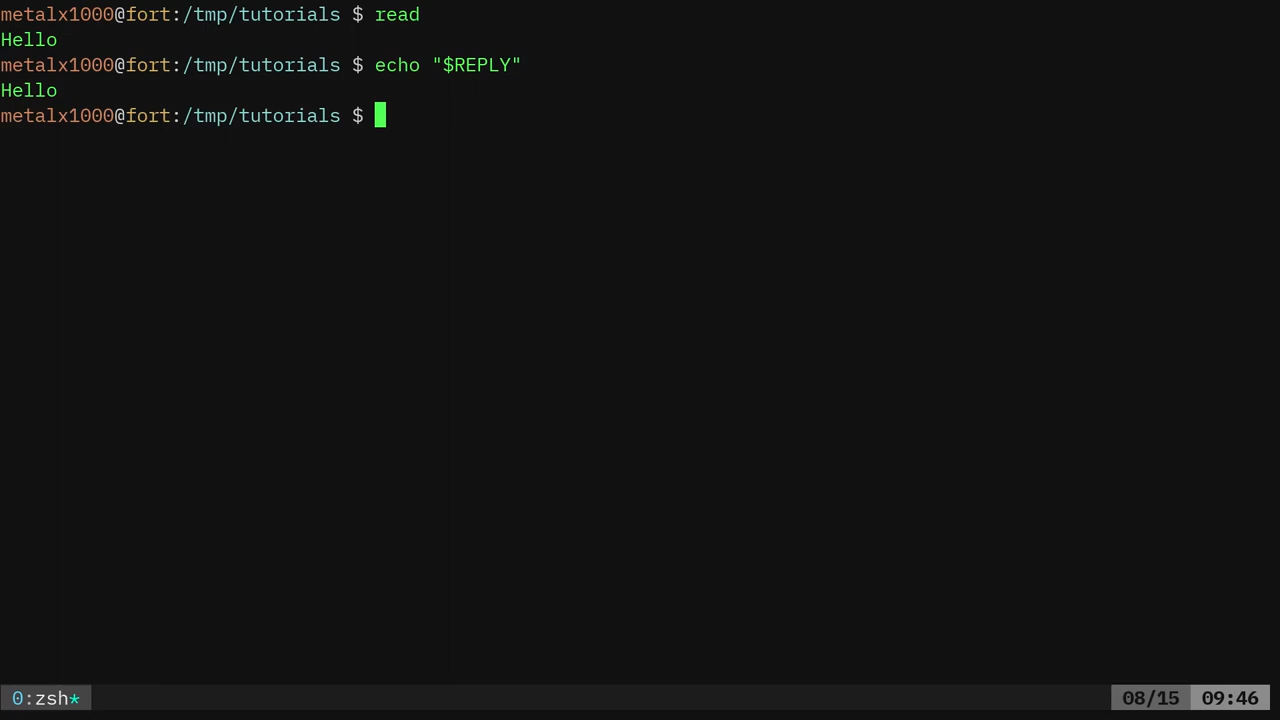 metalx1000@fort:/tmp/tutorials $ read
Hello
metalx1000@fort:/tmp/tutorials $ echo "$REPLY"
Hello
metalx1000@fort:/tmp/tutorials $
0:zsh* 08/15 09:46